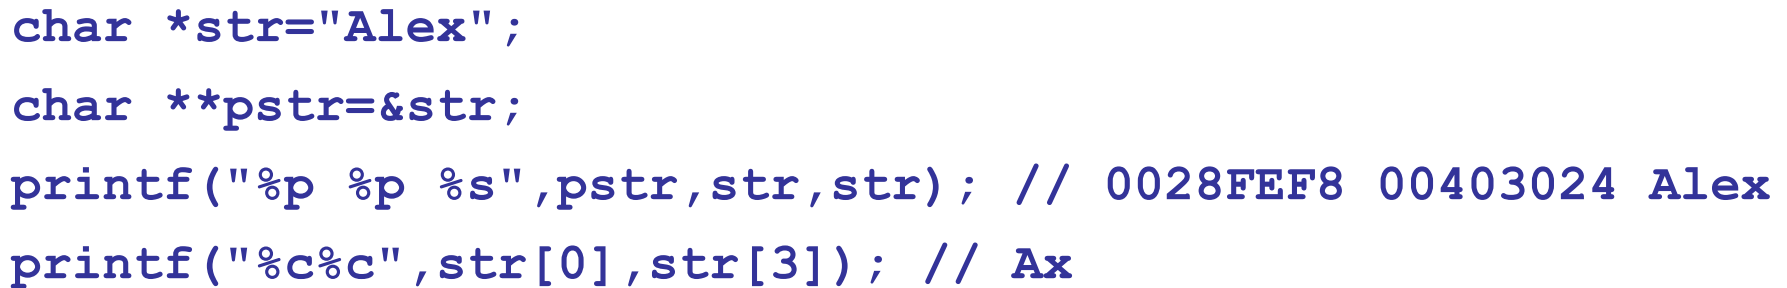 char *str="Alex";
char **pstr=&str;
printf("%p %p %s",pstr,str,str); // 0028FEF8 00403024 Alex
printf("%c%c",str[0],str[3]); // Ax